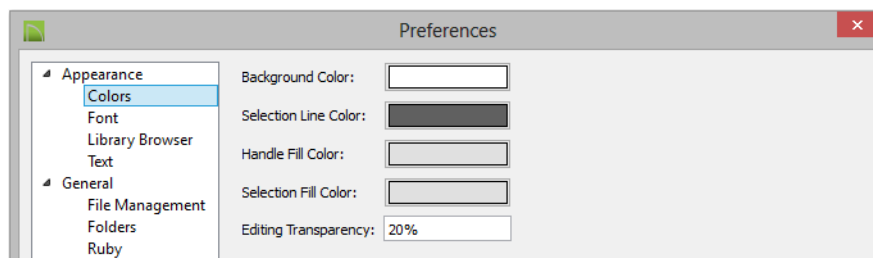 Preferences
Appearance
Colors
Font
Library Browser
Text
General
File Management
Folders
Ruby
Background Color:
Selection Line Color:
Handle Fill Color:
Selection Fill Color:
Editing Transparency: 20%